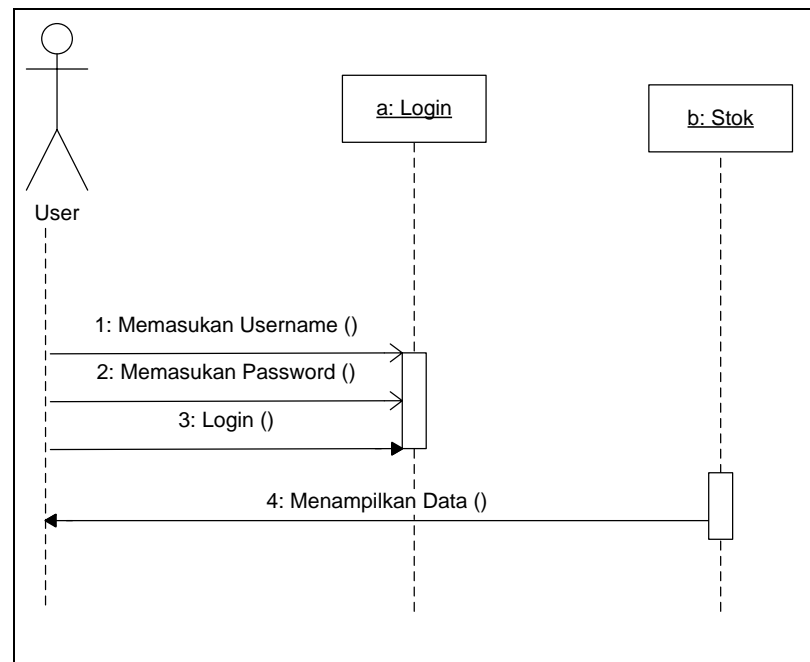 a: Login
b: Stok
User
1: Memasukan Username ()
2: Memasukan Password ()
3: Login ()
4: Menampilkan Data ()